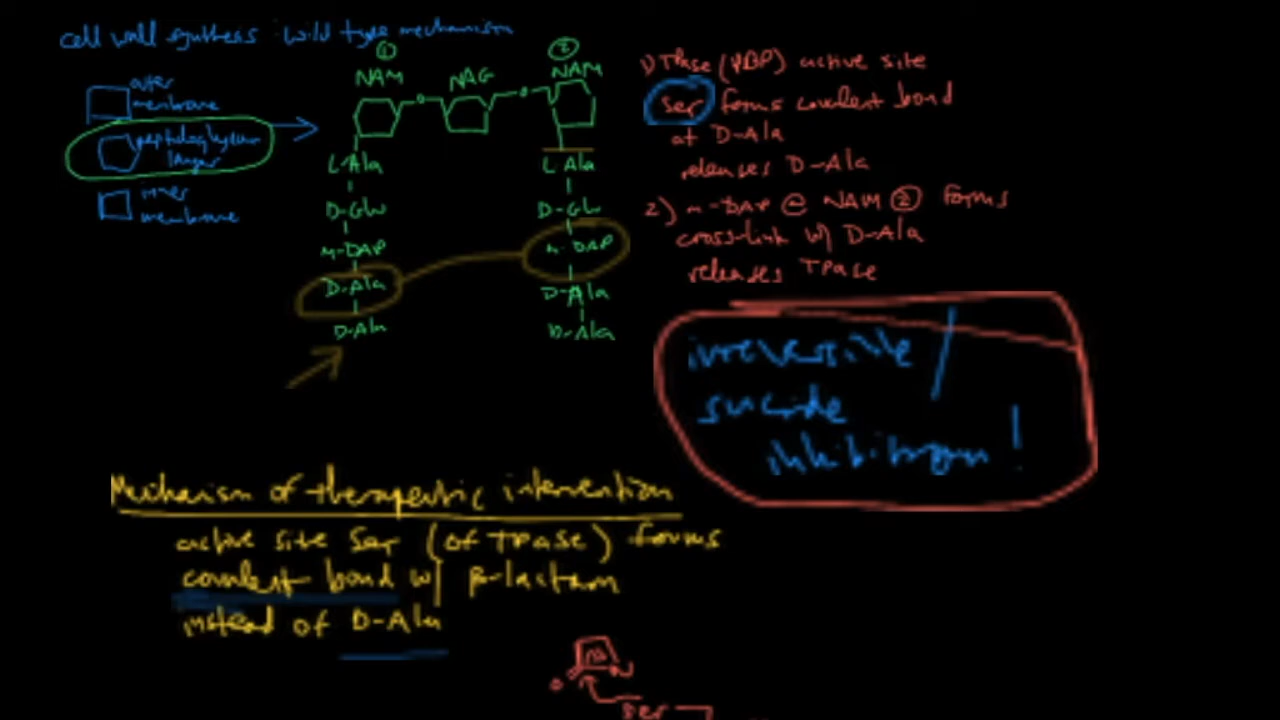 cell wall synthesis : wild type mechanism
outer
membrane
peptidoglycan
layer
inner
membrane
① ②
NAM NAG NAM
L-Ala L-Ala
D-Glu D-Glu
m-DAP m-DAP
D-Ala D-Ala
D-Ala D-Ala
1) TPase (PBP) active site
Ser forms covalent bond
at D-Ala
releases D-Ala
2) m-DAP @ NAM ② forms
cross-link w/ D-Ala
releases TPase
irreversible /
suicide
inhibition !
Mechanism of therapeutic intervention
active site Ser (of TPase) forms
covalent bond w/ β-lactam
instead of D-Ala
O N
Ser